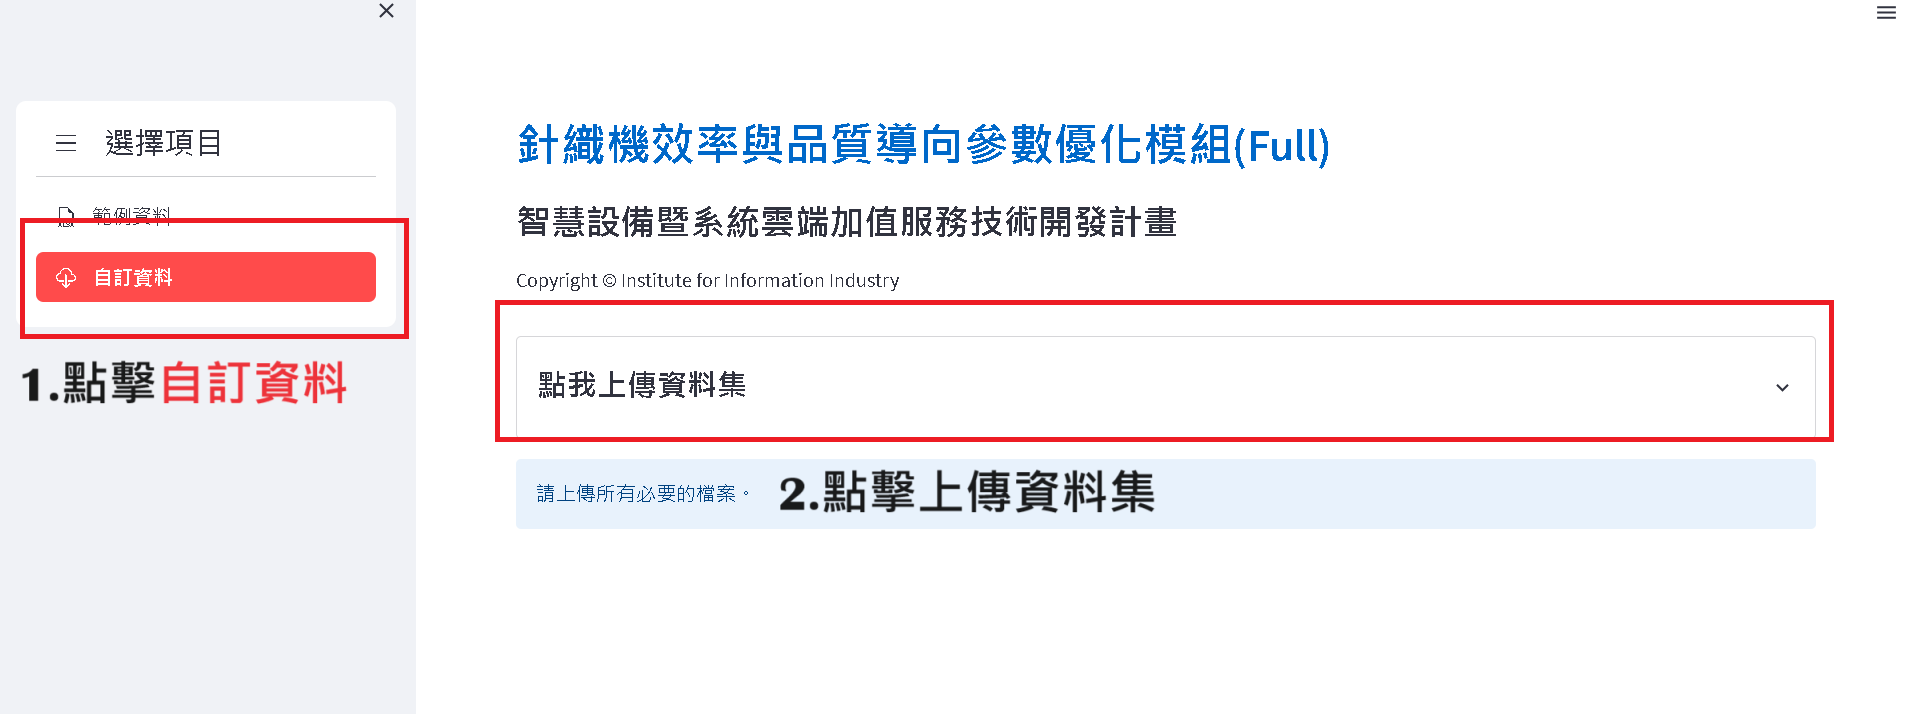 選擇項目
範例資料
自訂資料
1.點擊自訂資料
針織機效率與品質導向參數優化模組(Full)
智慧設備暨系統雲端加值服務技術開發計畫
Copyright © Institute for Information Industry
點我上傳資料集
請上傳所有必要的檔案。
2.點擊上傳資料集